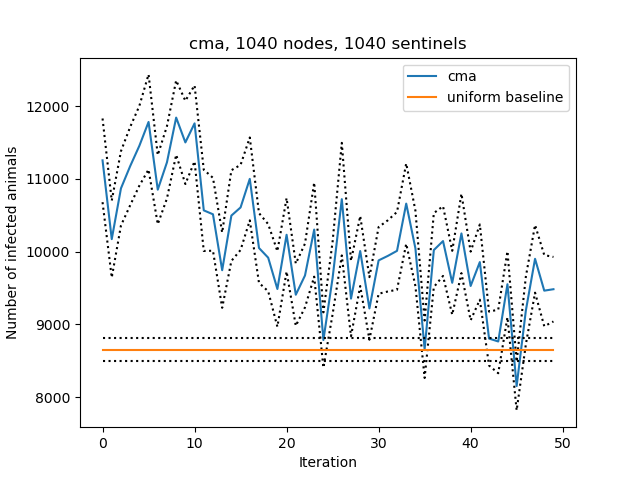 cma, 1040 nodes, 1040 sentinels
cma
uniform baseline
Number of infected animals
12000
11000
10000
9000
8000
0 10 20 30 40 50
Iteration